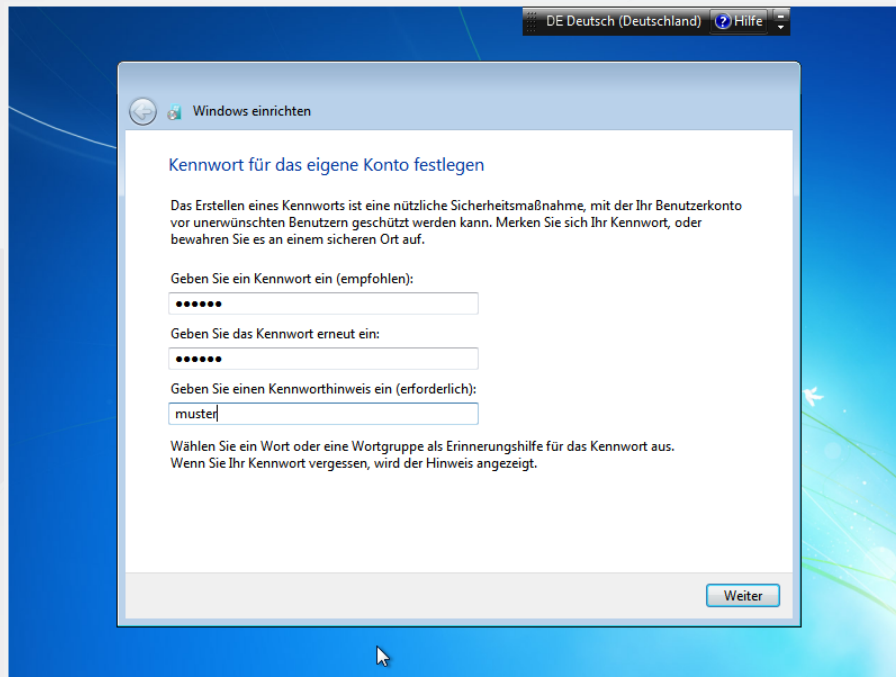 DE Deutsch (Deutschland) Hilfe
Windows einrichten
Kennwort für das eigene Konto festlegen
Das Erstellen eines Kennworts ist eine nützliche Sicherheitsmaßnahme, mit der Ihr Benutzerkonto
vor unerwünschten Benutzern geschützt werden kann. Merken Sie sich Ihr Kennwort, oder
bewahren Sie es an einem sicheren Ort auf.
Geben Sie ein Kennwort ein (empfohlen):
●●●●●●
Geben Sie das Kennwort erneut ein:
●●●●●●
Geben Sie einen Kennworthinweis ein (erforderlich):
muster
Wählen Sie ein Wort oder eine Wortgruppe als Erinnerungshilfe für das Kennwort aus.
Wenn Sie Ihr Kennwort vergessen, wird der Hinweis angezeigt.
Weiter